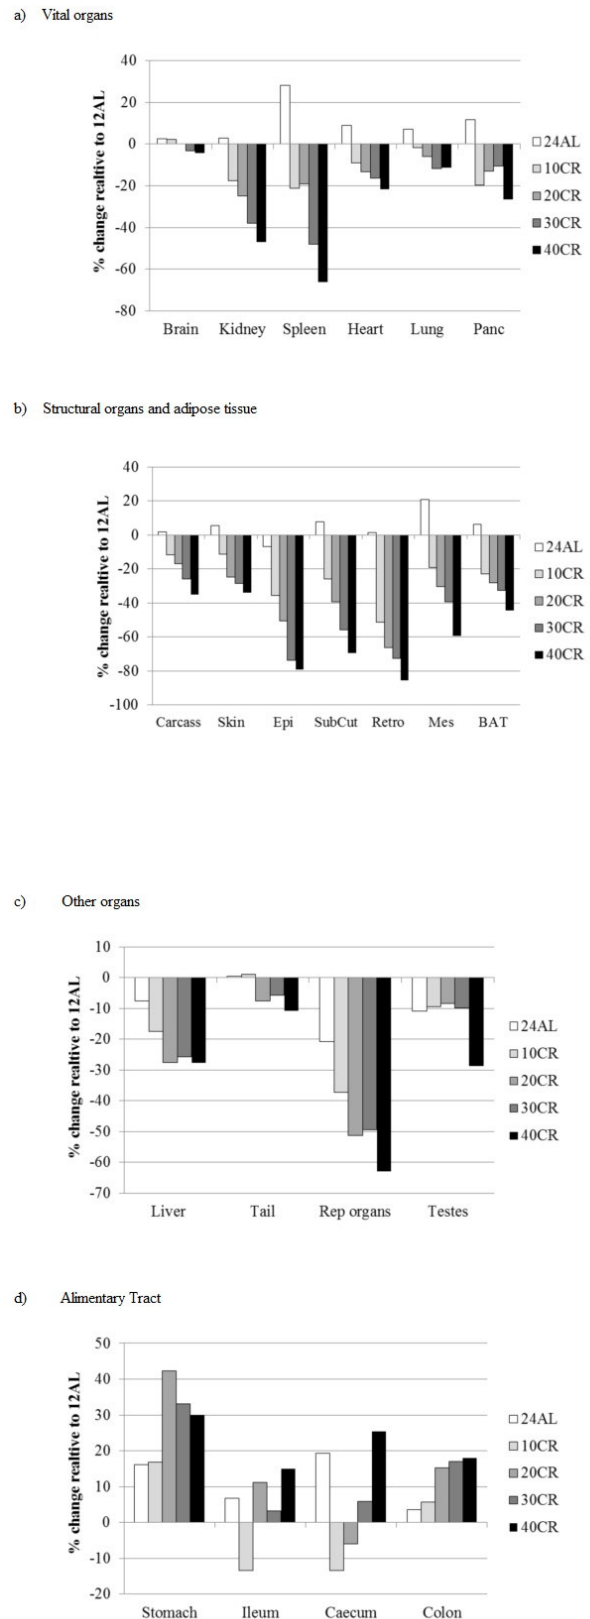 a) Vital organs
40
20
0
-20
-40
-60
-80
% change realtive to 12AL
Brain Kidney Spleen Heart Lung Panc
24AL
10CR
20CR
30CR
40CR
b) Structural organs and adipose tissue
40
20
0
-20
-40
-60
-80
-100
% change realtive to 12AL
Carcass Skin Epi SubCut Retro Mes BAT
24AL
10CR
20CR
30CR
40CR
c) Other organs
10
0
-10
-20
-30
-40
-50
-60
-70
% change realtive to 12AL
Liver Tail Rep organs Testes
24AL
10CR
20CR
30CR
40CR
d) Alimentary Tract
50
40
30
20
10
0
-10
-20
% change realtive to 12AL
Stomach Ileum Caecum Colon
24AL
10CR
20CR
30CR
40CR